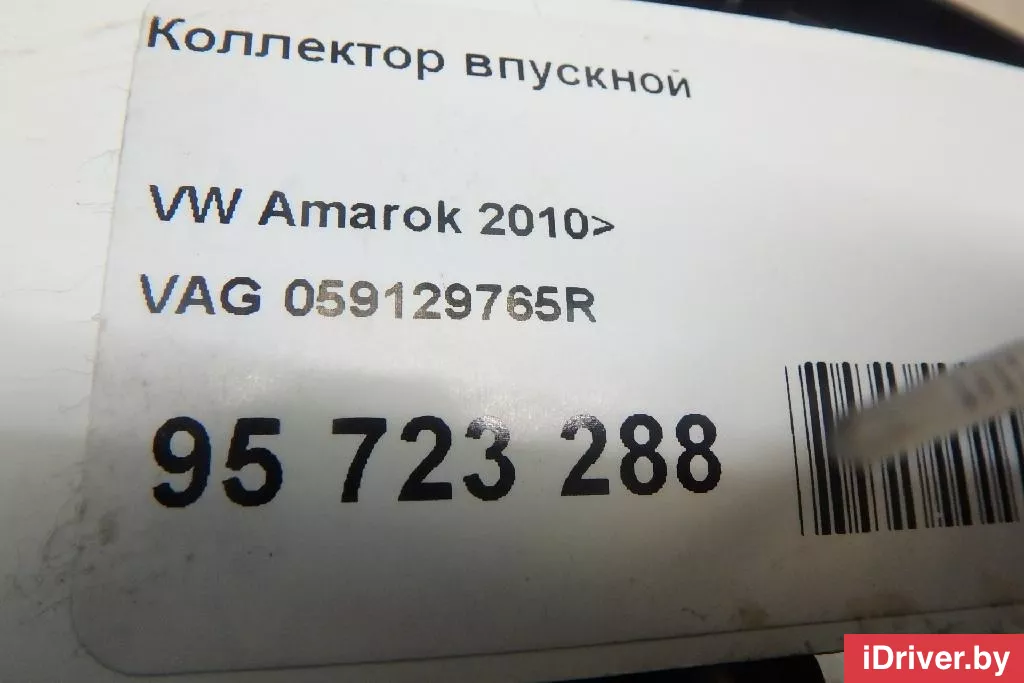 Коллектор впускной
VW Amarok 2010>
VAG 059129765R
95 723 288
iDriver.by